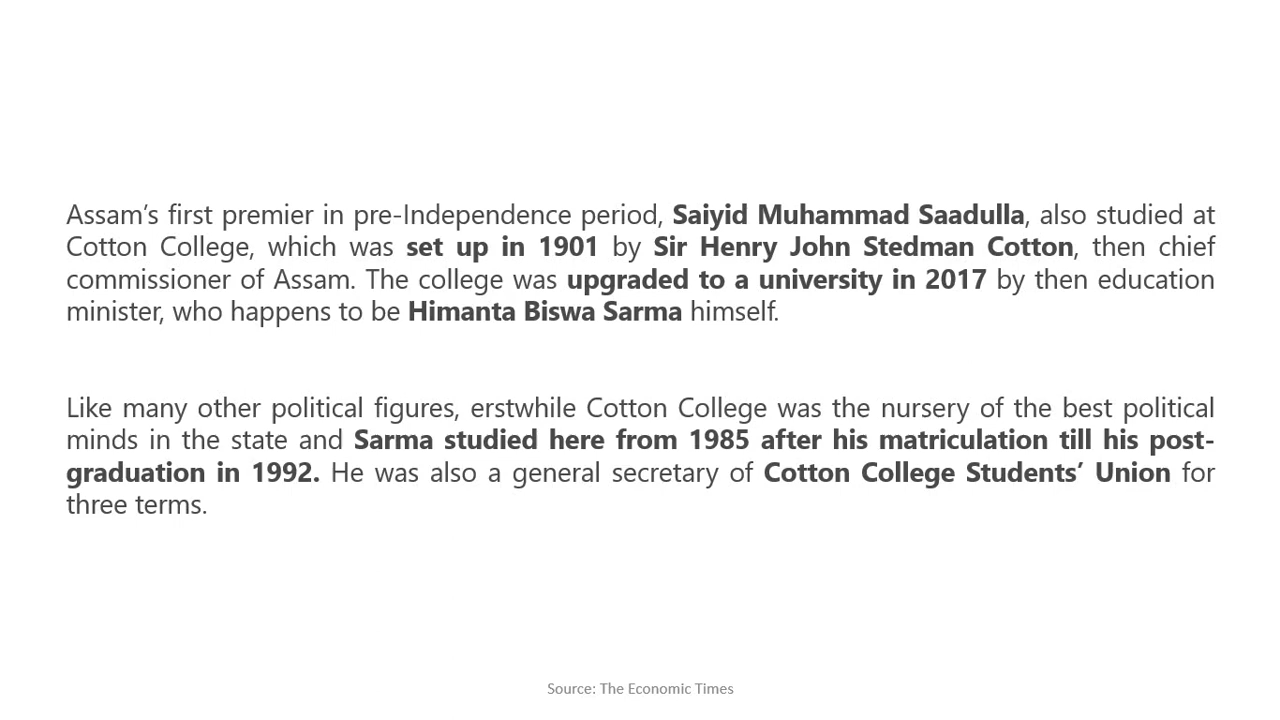 Assam’s first premier in pre-Independence period, Saiyid Muhammad Saadulla, also studied at
Cotton College, which was set up in 1901 by Sir Henry John Stedman Cotton, then chief
commissioner of Assam. The college was upgraded to a university in 2017 by then education
minister, who happens to be Himanta Biswa Sarma himself.
Like many other political figures, erstwhile Cotton College was the nursery of the best political
minds in the state and Sarma studied here from 1985 after his matriculation till his post-
graduation in 1992. He was also a general secretary of Cotton College Students’ Union for
three terms.
Source: The Economic Times